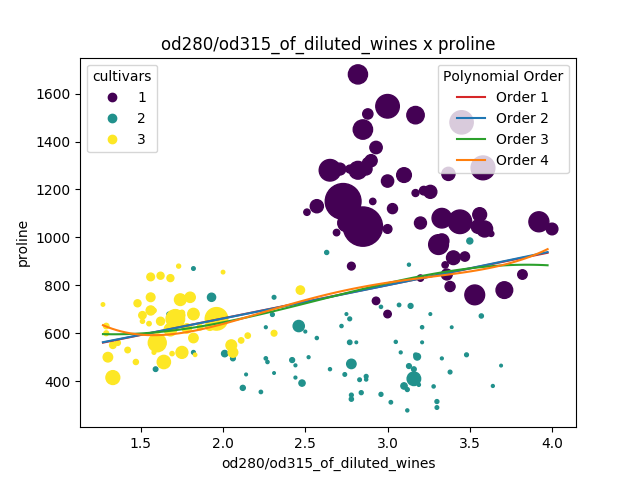 od280/od315_of_diluted_wines x proline
cultivars
1
2
3
Polynomial Order
Order 1
Order 2
Order 3
Order 4
proline
1600
1400
1200
1000
800
600
400
1.5 2.0 2.5 3.0 3.5 4.0
od280/od315_of_diluted_wines